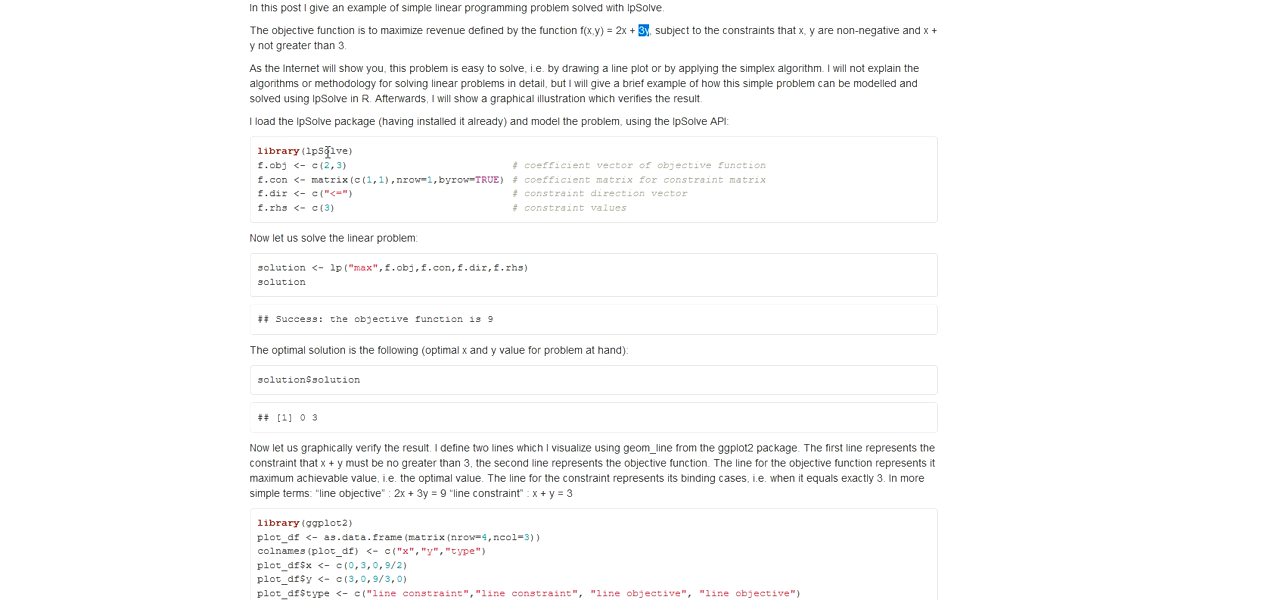 In this post I give an example of simple linear programming problem solved with lpSolve.
The objective function is to maximize revenue defined by the function f(x,y) = 2x + 3y, subject to the constraints that x, y are non-negative and x +
y not greater than 3.
As the Internet will show you, this problem is easy to solve, i.e. by drawing a line plot or by applying the simplex algorithm. I will not explain the
algorithms or methodology for solving linear problems in detail, but I will give a brief example of how this simple problem can be modelled and
solved using lpSolve in R. Afterwards, I will show a graphical illustration which verifies the result.
I load the lpSolve package (having installed it already) and model the problem, using the lpSolve API:
library(lpSolve)
f.obj <- c(2,3) # coefficient vector of objective function
f.con <- matrix(c(1,1),nrow=1,byrow=TRUE) # coefficient matrix for constraint matrix
f.dir <- c("<=") # constraint direction vector
f.rhs <- c(3) # constraint values
Now let us solve the linear problem:
solution <- lp("max",f.obj,f.con,f.dir,f.rhs)
solution
## Success: the objective function is 9
The optimal solution is the following (optimal x and y value for problem at hand):
solution$solution
## [1] 0 3
Now let us graphically verify the result. I define two lines which I visualize using geom_line from the ggplot2 package. The first line represents the
constraint that x + y must be no greater than 3, the second line represents the objective function. The line for the objective function represents it
maximum achievable value, i.e. the optimal value. The line for the constraint represents its binding cases, i.e. when it equals exactly 3. In more
simple terms: “line objective” : 2x + 3y = 9 “line constraint” : x + y = 3
library(ggplot2)
plot_df <- as.data.frame(matrix(nrow=4,ncol=3))
colnames(plot_df) <- c("x","y","type")
plot_df$x <- c(0,3,0,9/2)
plot_df$y <- c(3,0,9/3,0)
plot_df$type <- c("line constraint","line constraint", "line objective", "line objective")